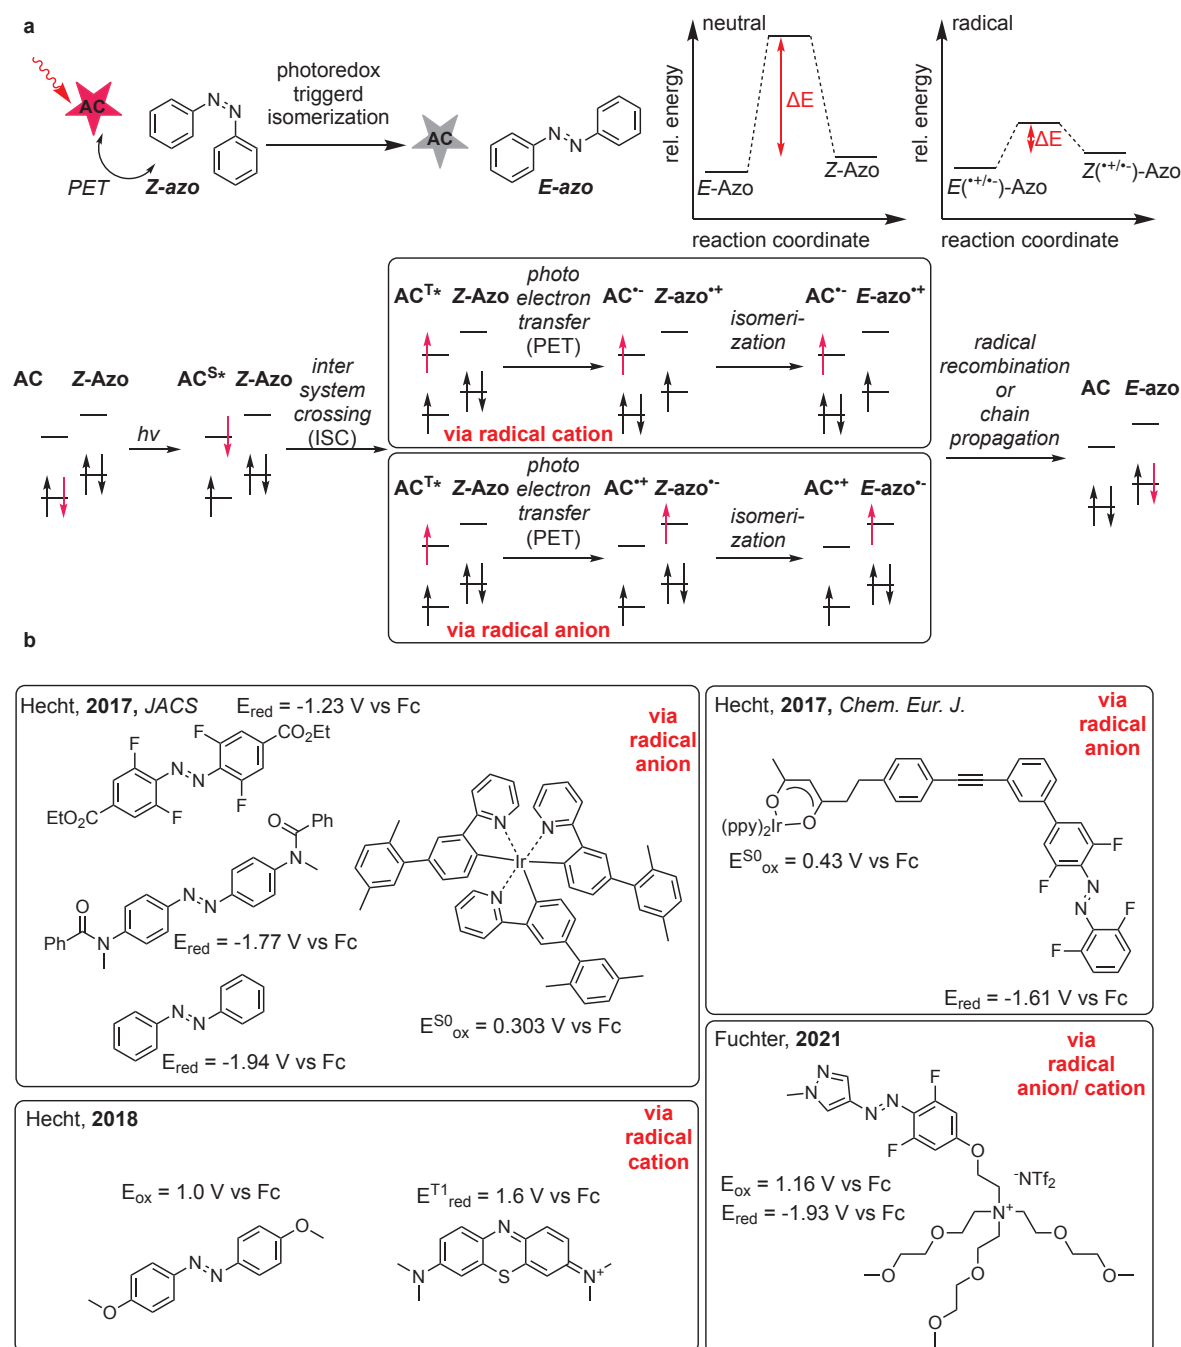 a
AC
PET
Z-azo
photoredox
triggerd
isomerization
AC
E-azo
neutral
rel. energy
ΔE
E-Azo
Z-Azo
reaction coordinate
radical
rel. energy
ΔE
E(•+/•-)-Azo
Z(•+/•-)-Azo
reaction coordinate
AC Z-Azo
hv
ACS* Z-Azo
inter
system
crossing
(ISC)
ACT* Z-Azo
photo
electron
transfer
(PET)
AC•- Z-azo•+
isomeri-
zation
AC•- E-azo•+
via radical cation
ACT* Z-Azo
photo
electron
transfer
(PET)
AC•+ Z-azo•-
isomeri-
zation
AC•+ E-azo•-
via radical anion
radical
recombination
or
chain
propagation
AC E-azo
b
Hecht, 2017, JACS
Ered = -1.23 V vs Fc
via
radical
anion
F
F
CO2Et
N
N
EtO2C
F
F
O
Ph
N
N
N
O
Ph
N
Ered = -1.77 V vs Fc
N
N
Ered = -1.94 V vs Fc
N
N
Ir
N
ES0ox = 0.303 V vs Fc
Hecht, 2017, Chem. Eur. J.
via
radical
anion
O
(ppy)2Ir
O
ES0ox = 0.43 V vs Fc
F
F
N
N
F
F
Ered = -1.61 V vs Fc
Hecht, 2018
via
radical
cation
Eox = 1.0 V vs Fc
O
N
N
O
ET1red = 1.6 V vs Fc
N
N
S
N+
Fuchter, 2021
via
radical
anion/ cation
N
N
N
N
F
F
O
-NTf2
Eox = 1.16 V vs Fc
Ered = -1.93 V vs Fc
N+
O
O
O
O
O
O